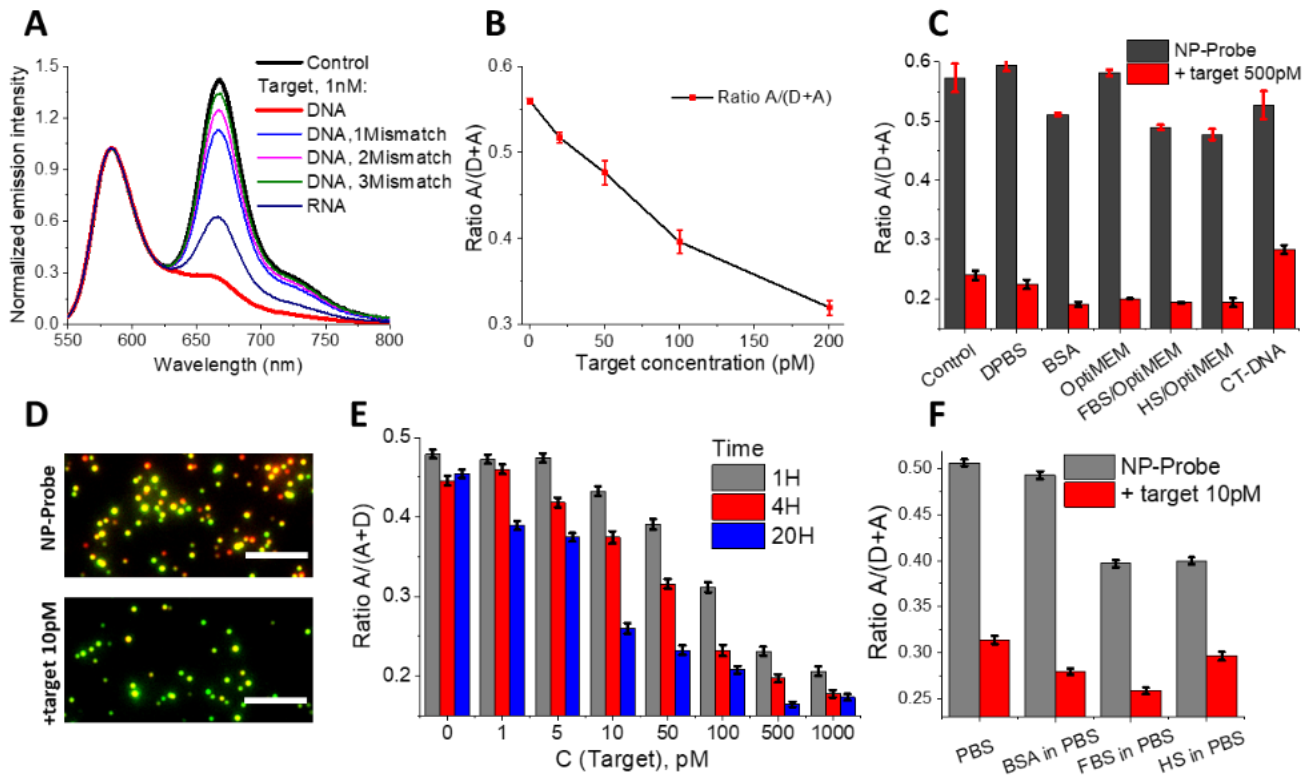 A
Normalized emission intensity
1.5
1.2
0.9
0.6
0.3
0.0
550
600
650
700
750
800
Wavelength (nm)
Control
Target, 1nM:
DNA
DNA,1Mismatch
DNA, 2Mismatch
DNA, 3Mismatch
RNA
B
Ratio A/(D+A)
0.6
0.5
0.4
0.3
0
50
100
150
200
Target concentration (pM)
Ratio A/(D+A)
C
NP-Probe
+ target 500pM
Ratio A/(D+A)
0.6
0.5
0.3
0.2
Control
DPBS
BSA
OptiMEM
FBS/OptiMEM
HS/OptiMEM
CT-DNA
D
NP-Probe
+target 10pM
E
Ratio A/(A+D)
0.5
0.4
0.3
0.2
0
1
5
10
50
100
500
1000
C (Target), pM
Time
1H
4H
20H
F
NP-Probe
+ target 10pM
Ratio A/(D+A)
0.50
0.45
0.40
0.35
0.30
0.25
PBS
BSA in PBS
FBS in PBS
HS in PBS